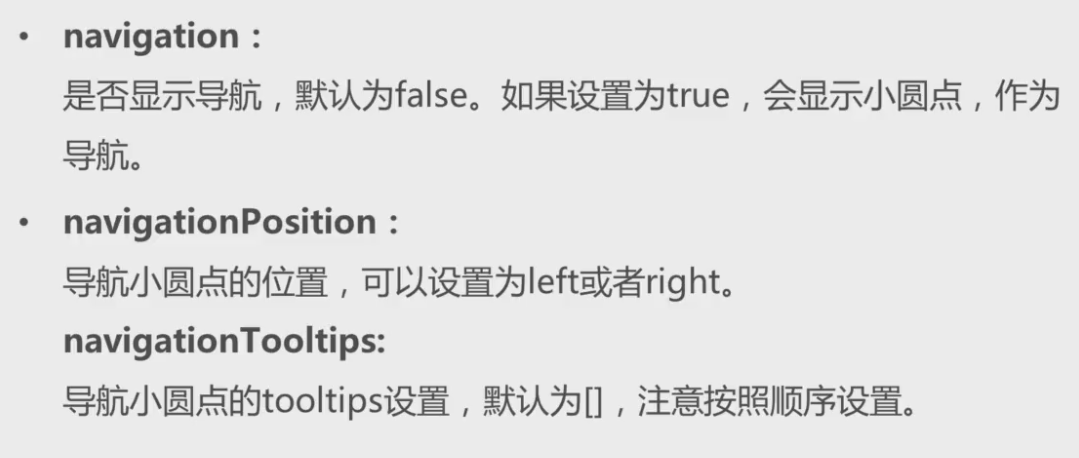 • navigation：
是否显示导航，默认为false。如果设置为true，会显示小圆点，作为
导航。
• navigationPosition：
导航小圆点的位置，可以设置为left或者right。
navigationTooltips:
导航小圆点的tooltips设置，默认为[]，注意按照顺序设置。